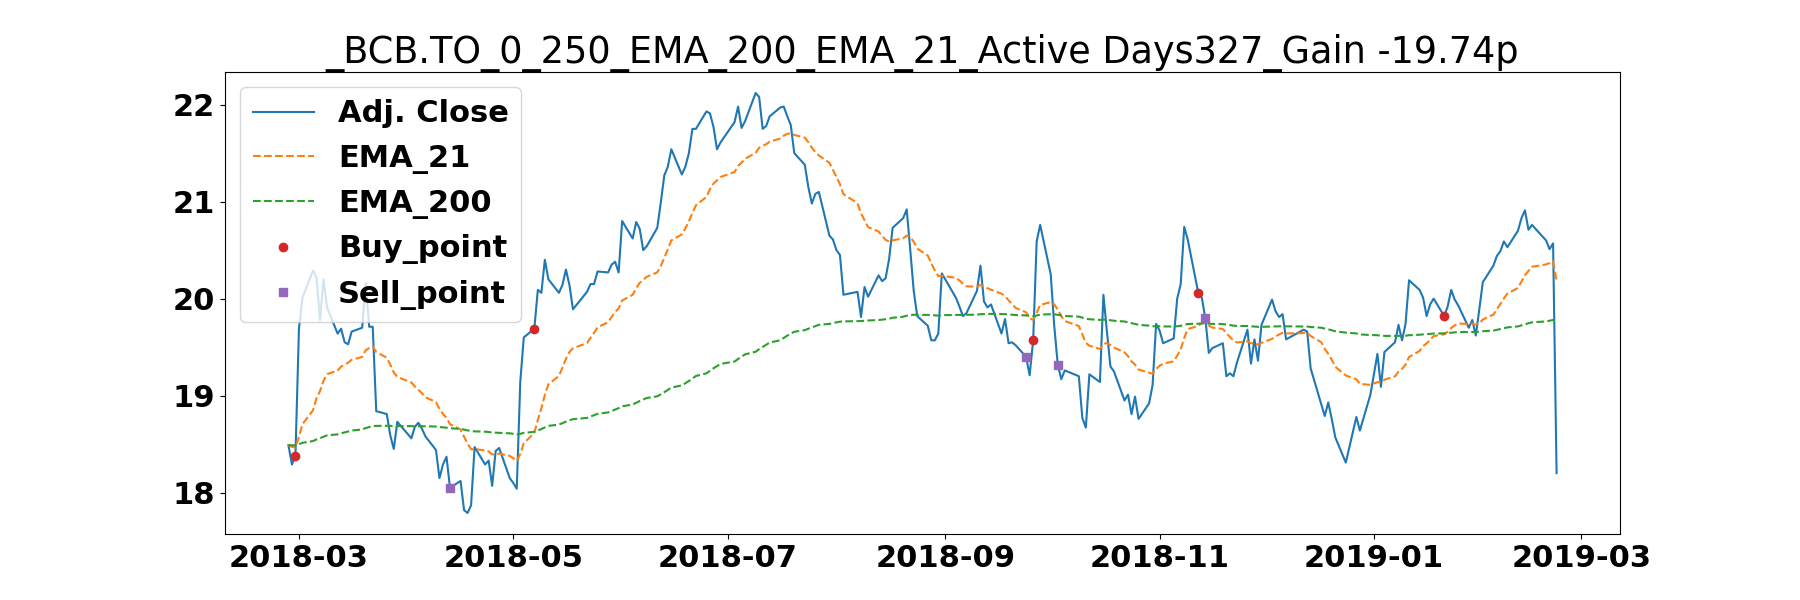 _BCB.TO_0_250_EMA_200_EMA_21_Active Days327_Gain -19.74p
22
21
20
19
18
Adj. Close
EMA_21
EMA_200
Buy_point
Sell_point
2018-03 2018-05 2018-07 2018-09 2018-11 2019-01 2019-03